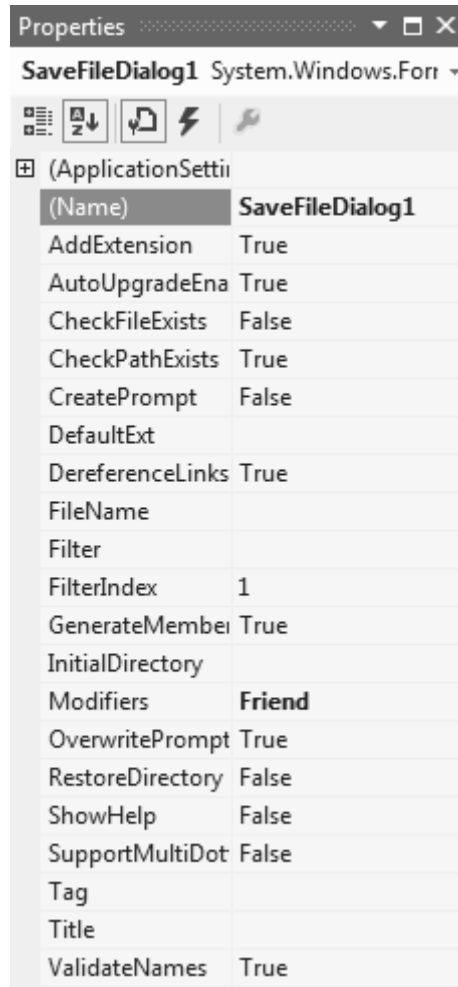 Properties
SaveFileDialog1 System.Windows.Forr
(ApplicationSettii
(Name) SaveFileDialog1
AddExtension True
AutoUpgradeEna True
CheckFileExists False
CheckPathExists True
CreatePrompt False
DefaultExt
DereferenceLinks True
FileName
Filter
FilterIndex 1
GenerateMember True
InitialDirectory
Modifiers Friend
OverwritePrompt True
RestoreDirectory False
ShowHelp False
SupportMultiDot False
Tag
Title
ValidateNames True